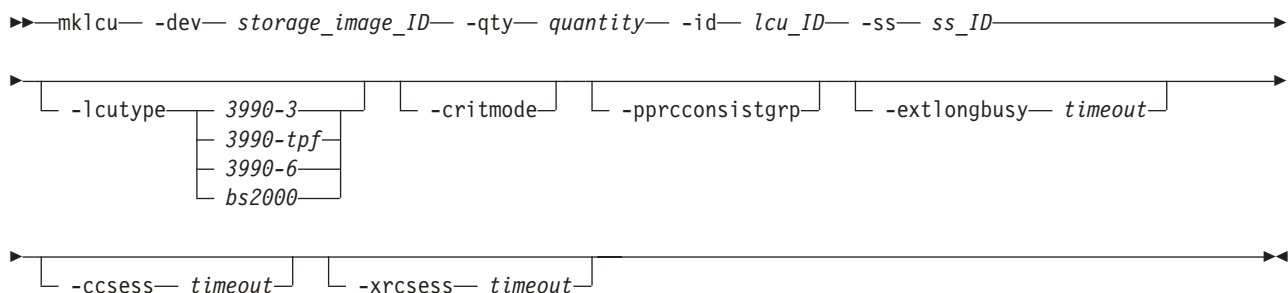 mklcu -dev storage_image_ID -qty quantity -id lcu_ID -ss ss_ID
-lcutype 3990-3 -critmode -pprcconsistgrp -extlongbusy timeout
3990-tpf
3990-6
bs2000
-ccsess timeout -xrcsess timeout